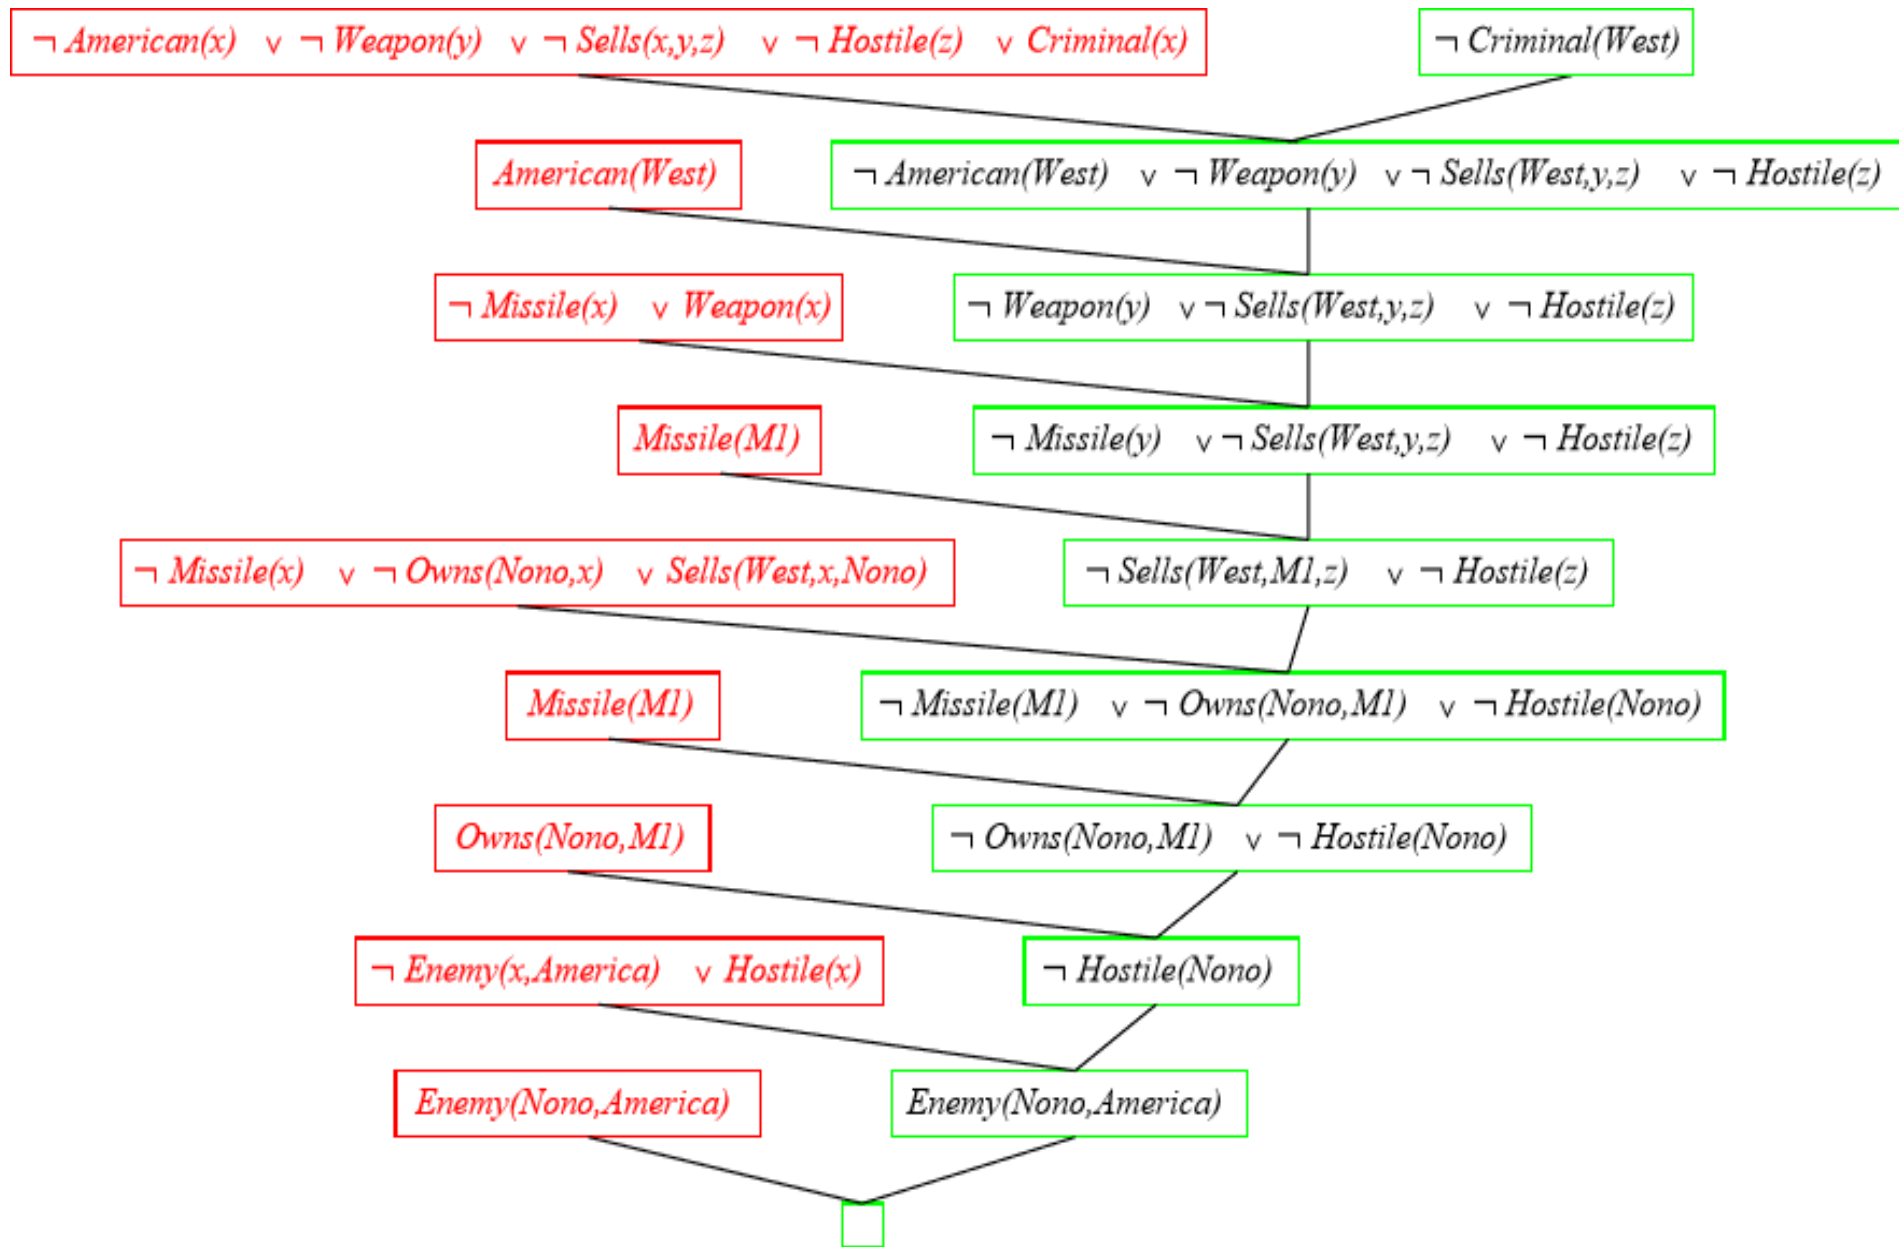 ¬ American(x) ∨ ¬ Weapon(y) ∨ ¬ Sells(x,y,z) ∨ ¬ Hostile(z) ∨ Criminal(x)
¬ Criminal(West)
American(West)
¬ American(West) ∨ ¬ Weapon(y) ∨ ¬ Sells(West,y,z) ∨ ¬ Hostile(z)
¬ Missile(x) ∨ Weapon(x)
¬ Weapon(y) ∨ ¬ Sells(West,y,z) ∨ ¬ Hostile(z)
Missile(M1)
¬ Missile(y) ∨ ¬ Sells(West,y,z) ∨ ¬ Hostile(z)
¬ Missile(x) ∨ ¬ Owns(Nono,x) ∨ Sells(West,x,Nono)
¬ Sells(West,M1,z) ∨ ¬ Hostile(z)
Missile(M1)
¬ Missile(M1) ∨ ¬ Owns(Nono,M1) ∨ ¬ Hostile(Nono)
Owns(Nono,M1)
¬ Owns(Nono,M1) ∨ ¬ Hostile(Nono)
¬ Enemy(x,America) ∨ Hostile(x)
¬ Hostile(Nono)
Enemy(Nono,America)
Enemy(Nono,America)